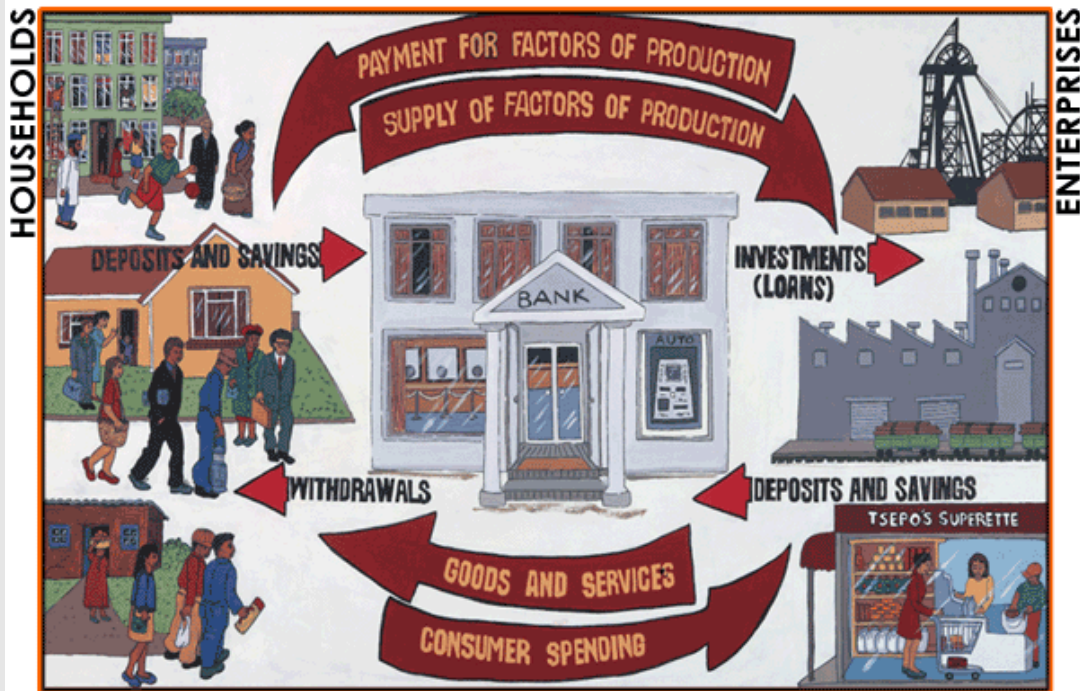 HOUSEHOLDS
ENTERPRISES
PAYMENT FOR FACTORS OF PRODUCTION
SUPPLY OF FACTORS OF PRODUCTION
DEPOSITS AND SAVINGS
INVESTMENTS
(LOANS)
BANK
AUTO
WITHDRAWALS
DEPOSITS AND SAVINGS
TSEPO'S SUPERETTE
GOODS AND SERVICES
CONSUMER SPENDING